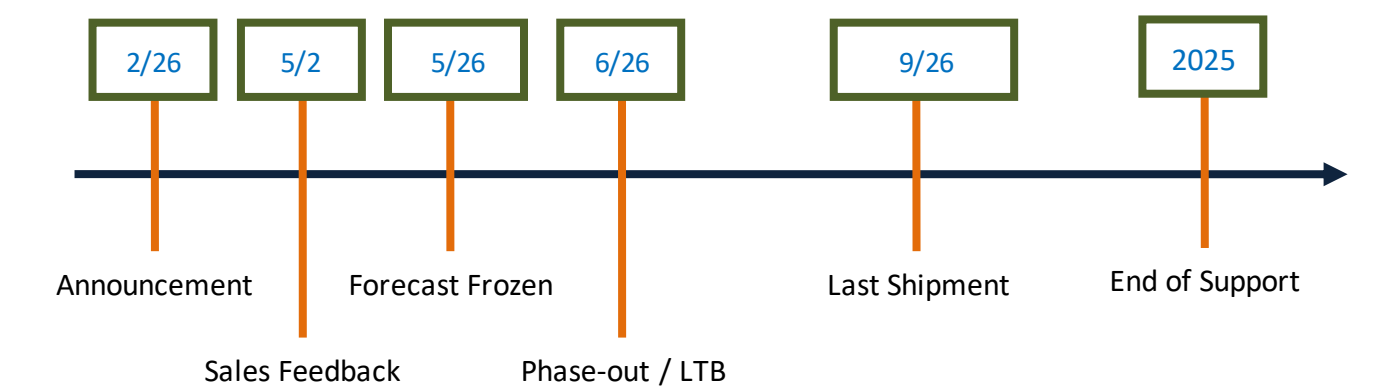 2/26
5/2
5/26
6/26
9/26
2025
Announcement
Forecast Frozen
Last Shipment
End of Support
Sales Feedback
Phase-out / LTB